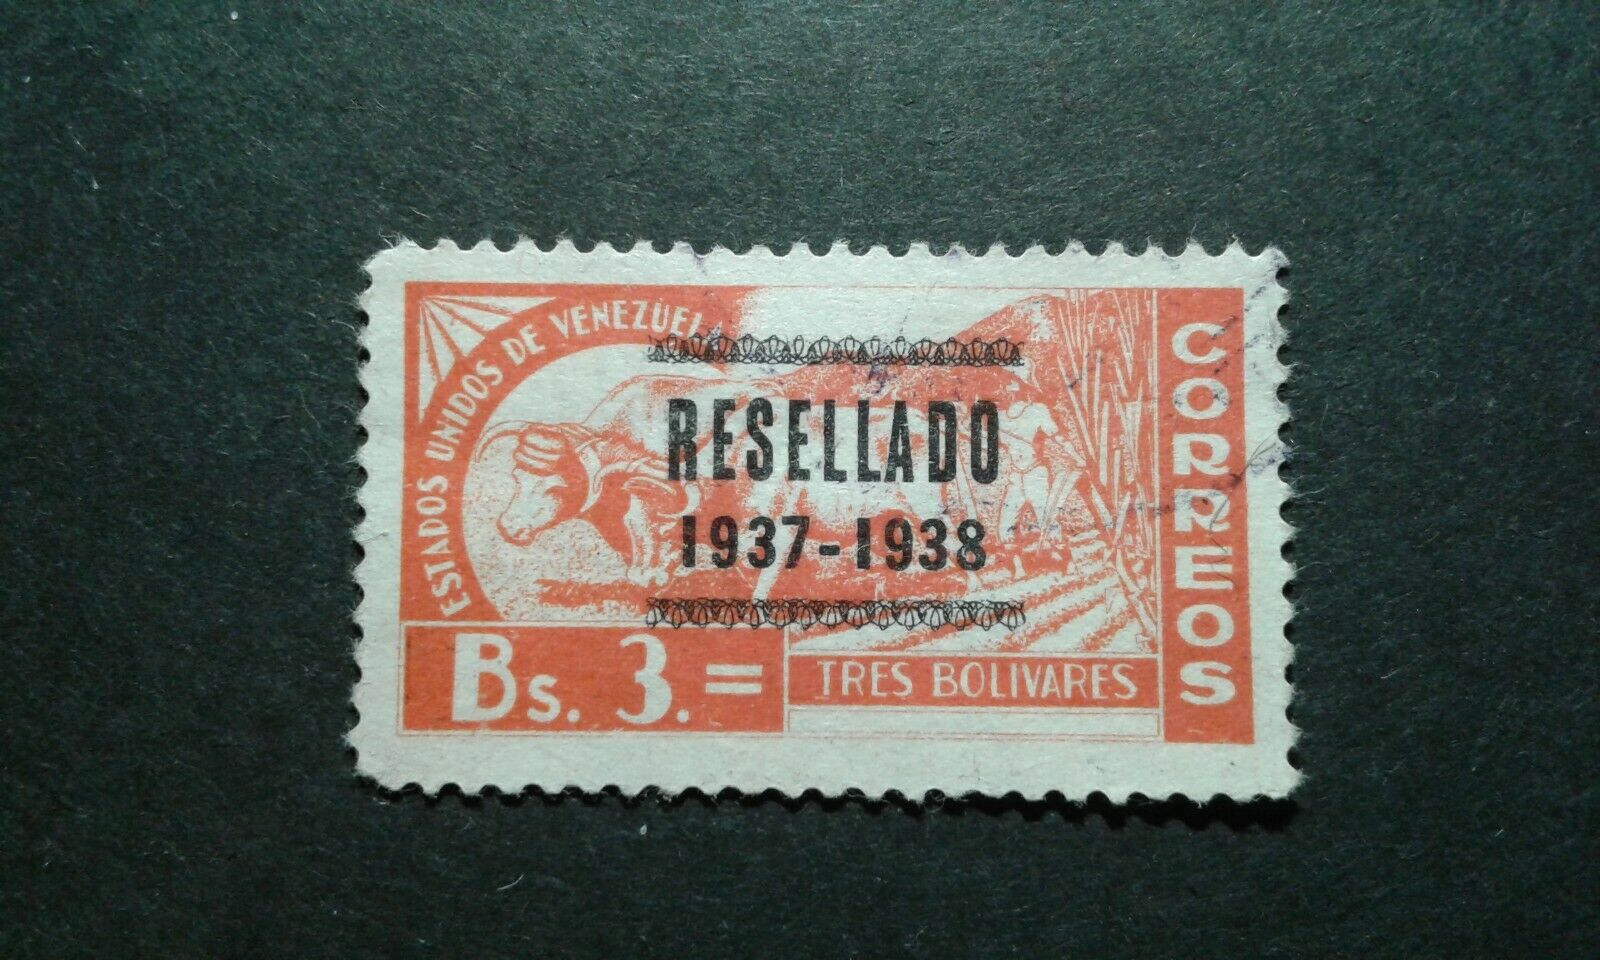 ESTADOS UNIDOS DE VENEZUEL
CORREOS
RESELLADO
1937-1938
Bs. 3. =
TRES BOLIVARES